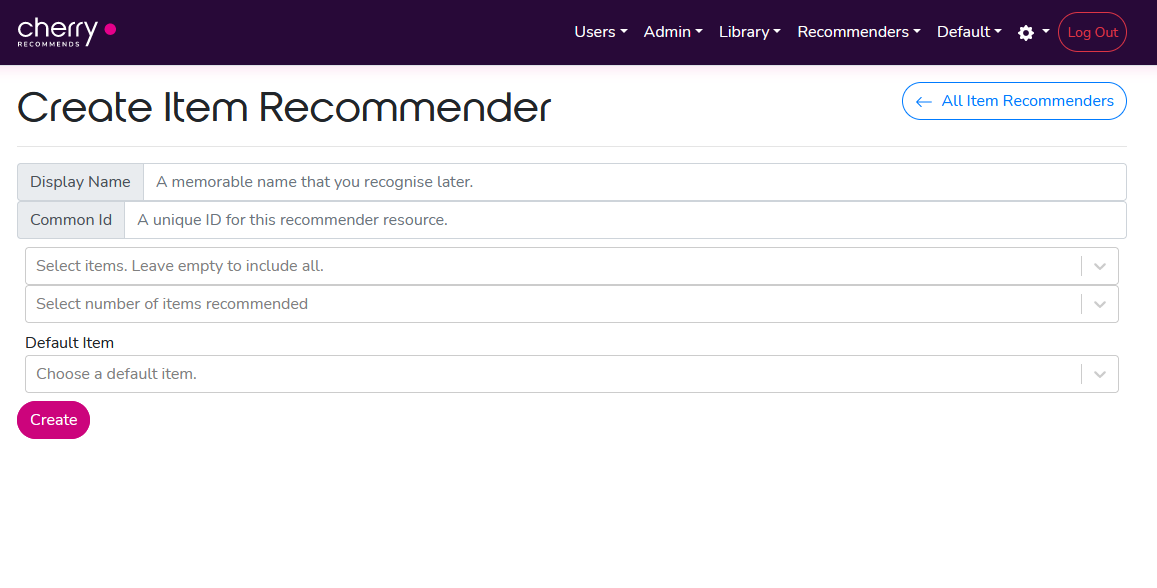 cherry
RECOMMENDS
Users Admin Library Recommenders Default Log Out
Create Item Recommender
← All Item Recommenders
Display Name A memorable name that you recognise later.
Common Id A unique ID for this recommender resource.
Select items. Leave empty to include all.
Select number of items recommended
Default Item
Choose a default item.
Create